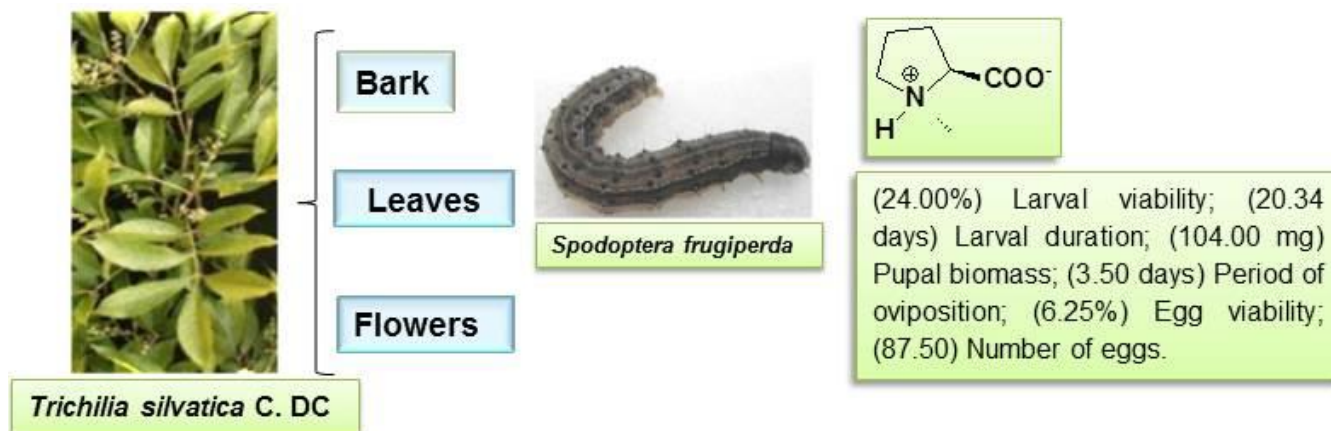 Bark
Leaves
Flowers
Trichilia silvatica C. DC
Spodoptera frugiperda
COO⁻
⊕
N
H
(24.00%) Larval viability; (20.34
days) Larval duration; (104.00 mg)
Pupal biomass; (3.50 days) Period of
oviposition; (6.25%) Egg viability;
(87.50) Number of eggs.